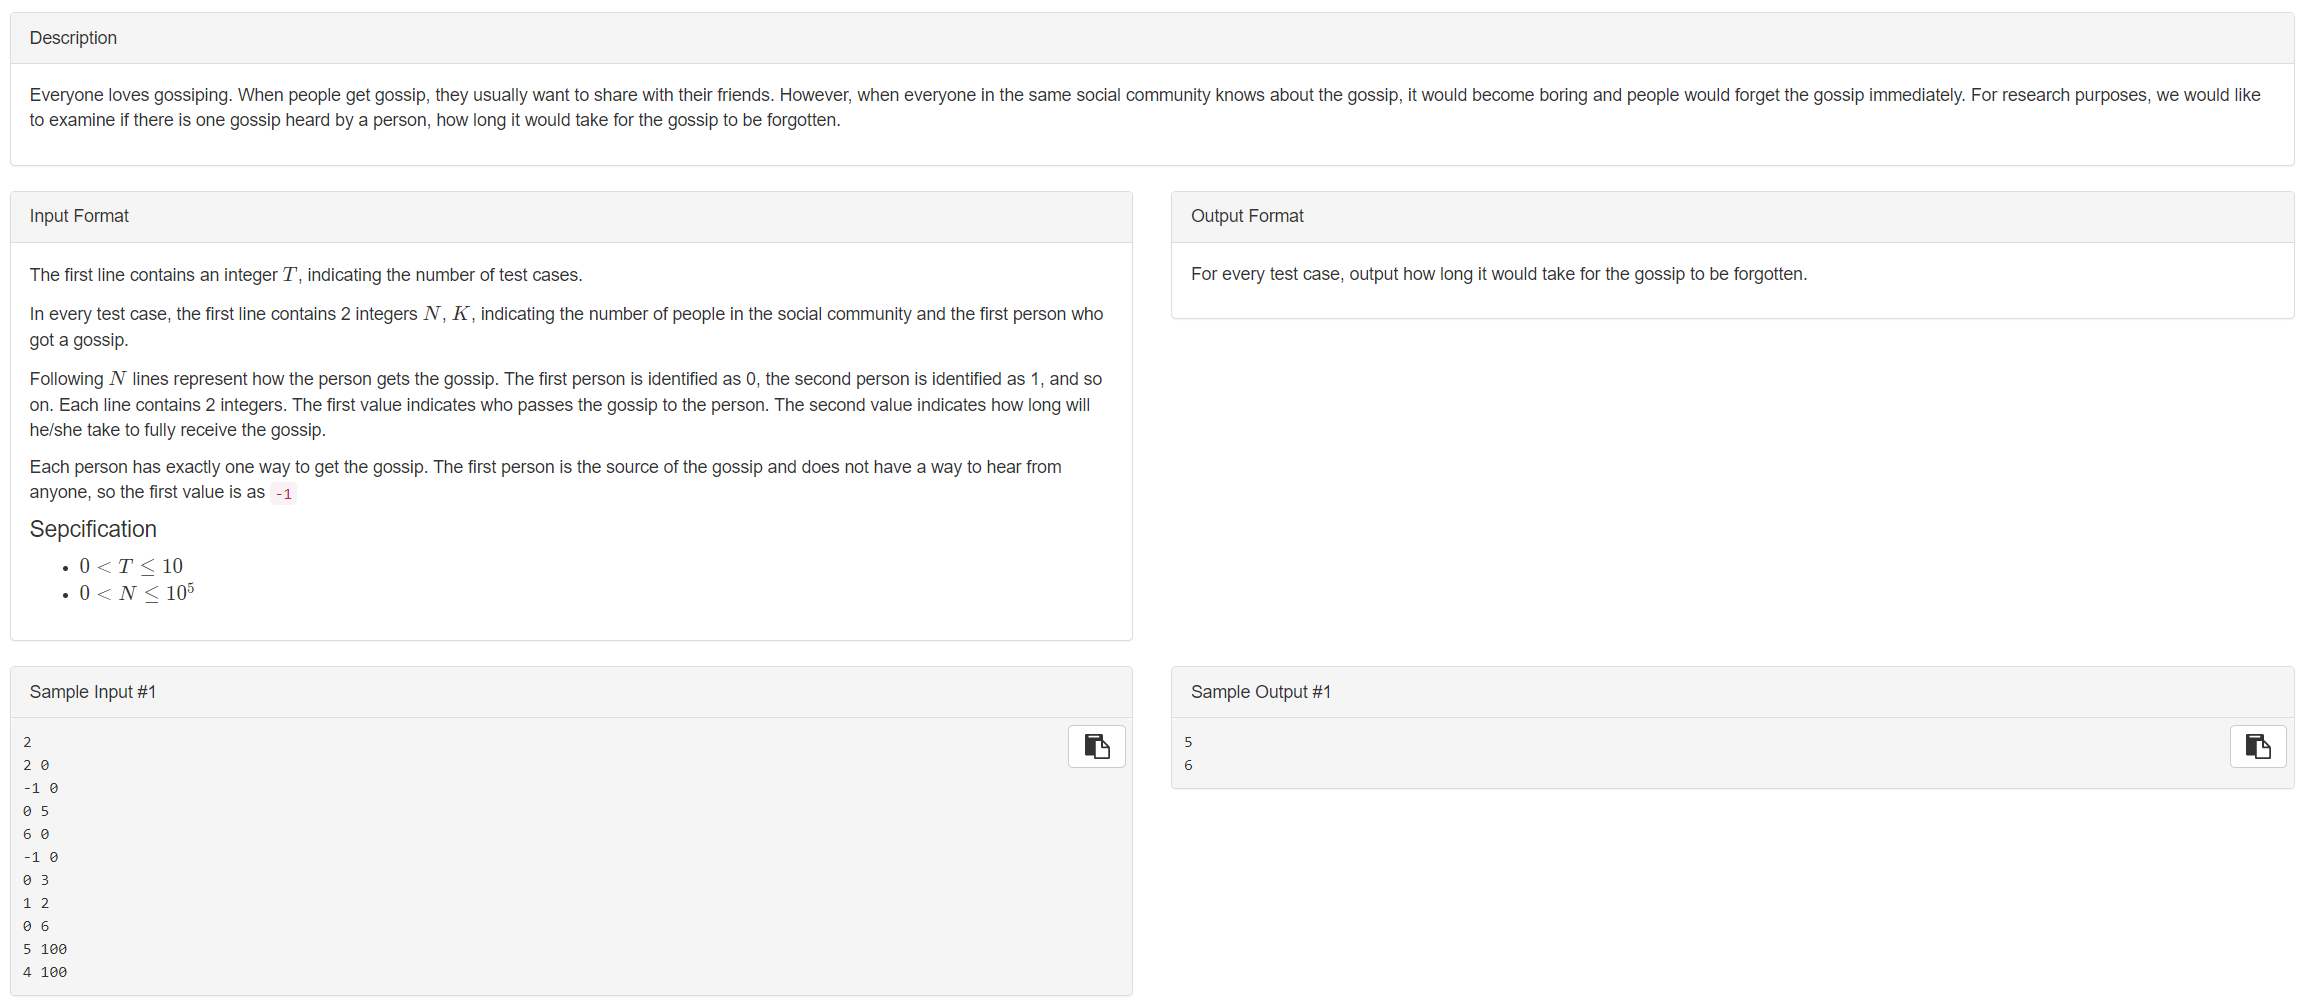 Description
Everyone loves gossiping. When people get gossip, they usually want to share with their friends. However, when everyone in the same social community knows about the gossip, it would become boring and people would forget the gossip immediately. For research purposes, we would like
to examine if there is one gossip heard by a person, how long it would take for the gossip to be forgotten.
Input Format
The first line contains an integer T, indicating the number of test cases.
In every test case, the first line contains 2 integers N, K, indicating the number of people in the social community and the first person who
got a gossip.
Following N lines represent how the person gets the gossip. The first person is identified as 0, the second person is identified as 1, and so
on. Each line contains 2 integers. The first value indicates who passes the gossip to the person. The second value indicates how long will
he/she take to fully receive the gossip.
Each person has exactly one way to get the gossip. The first person is the source of the gossip and does not have a way to hear from
anyone, so the first value is as -1
Sepcification
• 0 < T ≤ 10
• 0 < N ≤ 10⁵
Output Format
For every test case, output how long it would take for the gossip to be forgotten.
Sample Input #1
2
2 0
-1 0
0 5
6 0
-1 0
0 3
1 2
0 6
5 100
4 100
Sample Output #1
5
6